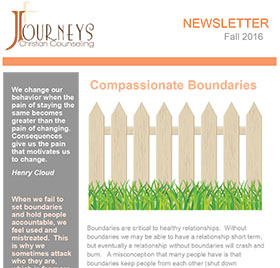 JOURNEYS
Christian Counseling
NEWSLETTER
Fall 2016
We change our
behavior when the
pain of staying the
same becomes
greater than the
pain of changing.
Consequences
give us the pain
that motivates us
to change.
Henry Cloud
When we fail to
set boundaries
and hold people
accountable, we
feel used and
mistreated. This
is why we
sometimes attack
who they are,
Compassionate Boundaries
Boundaries are critical to healthy relationships. Without
boundaries we may be able to have a relationship short term,
but eventually a relationship without boundaries will crash and
burn. A misconception that many people have is that
boundaries keep people from each other (shut down